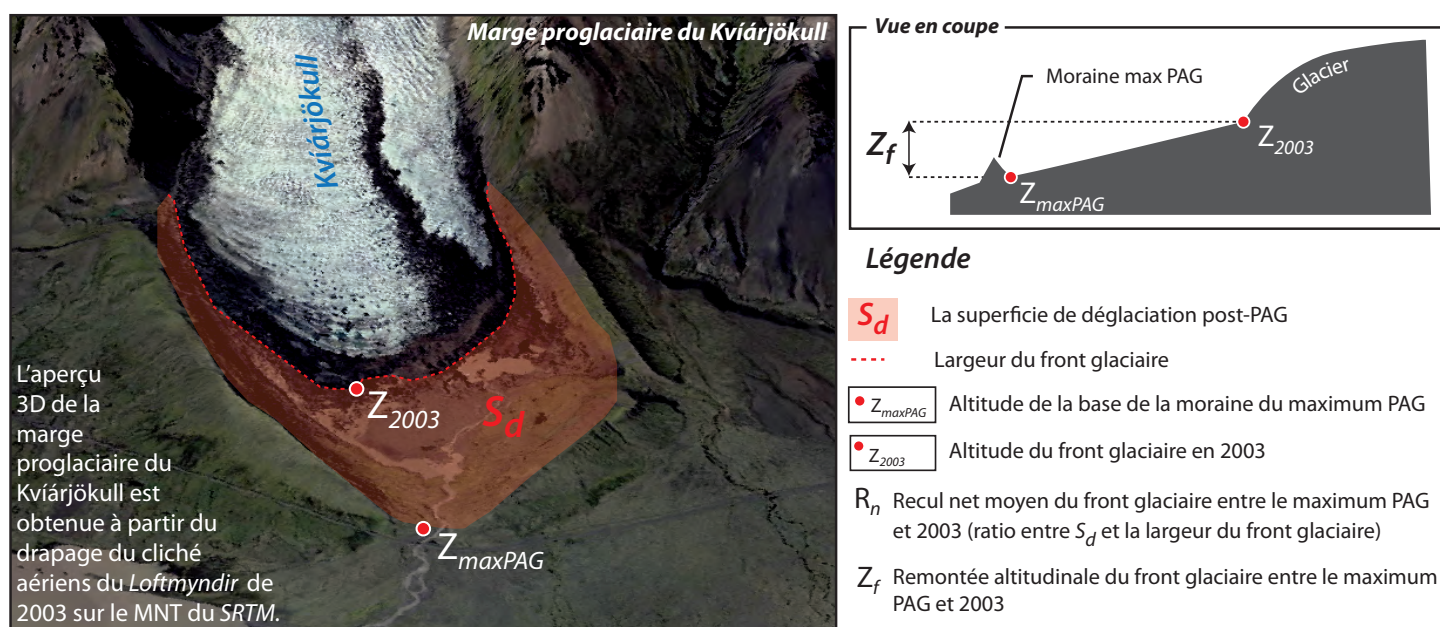 Marge proglaciaire du Kvíárjökull
Kvíárjökull
Z2003
Sd
ZmaxPAG
L'aperçu
3D de la
marge
proglaciaire du
Kvíárjökull est
obtenue à partir du
drapage du cliché
aériens du Loftmyndir de
2003 sur le MNT du SRTM.
Vue en coupe
Moraine max PAG
Glacier
Zf
Z2003
ZmaxPAG
Légende
Sd La superficie de déglaciation post-PAG
Largeur du front glaciaire
ZmaxPAG Altitude de la base de la moraine du maximum PAG
Z2003 Altitude du front glaciaire en 2003
Rn Recul net moyen du front glaciaire entre le maximum PAG
et 2003 (ratio entre Sd et la largeur du front glaciaire)
Zf Remontée altitudinale du front glaciaire entre le maximum
PAG et 2003